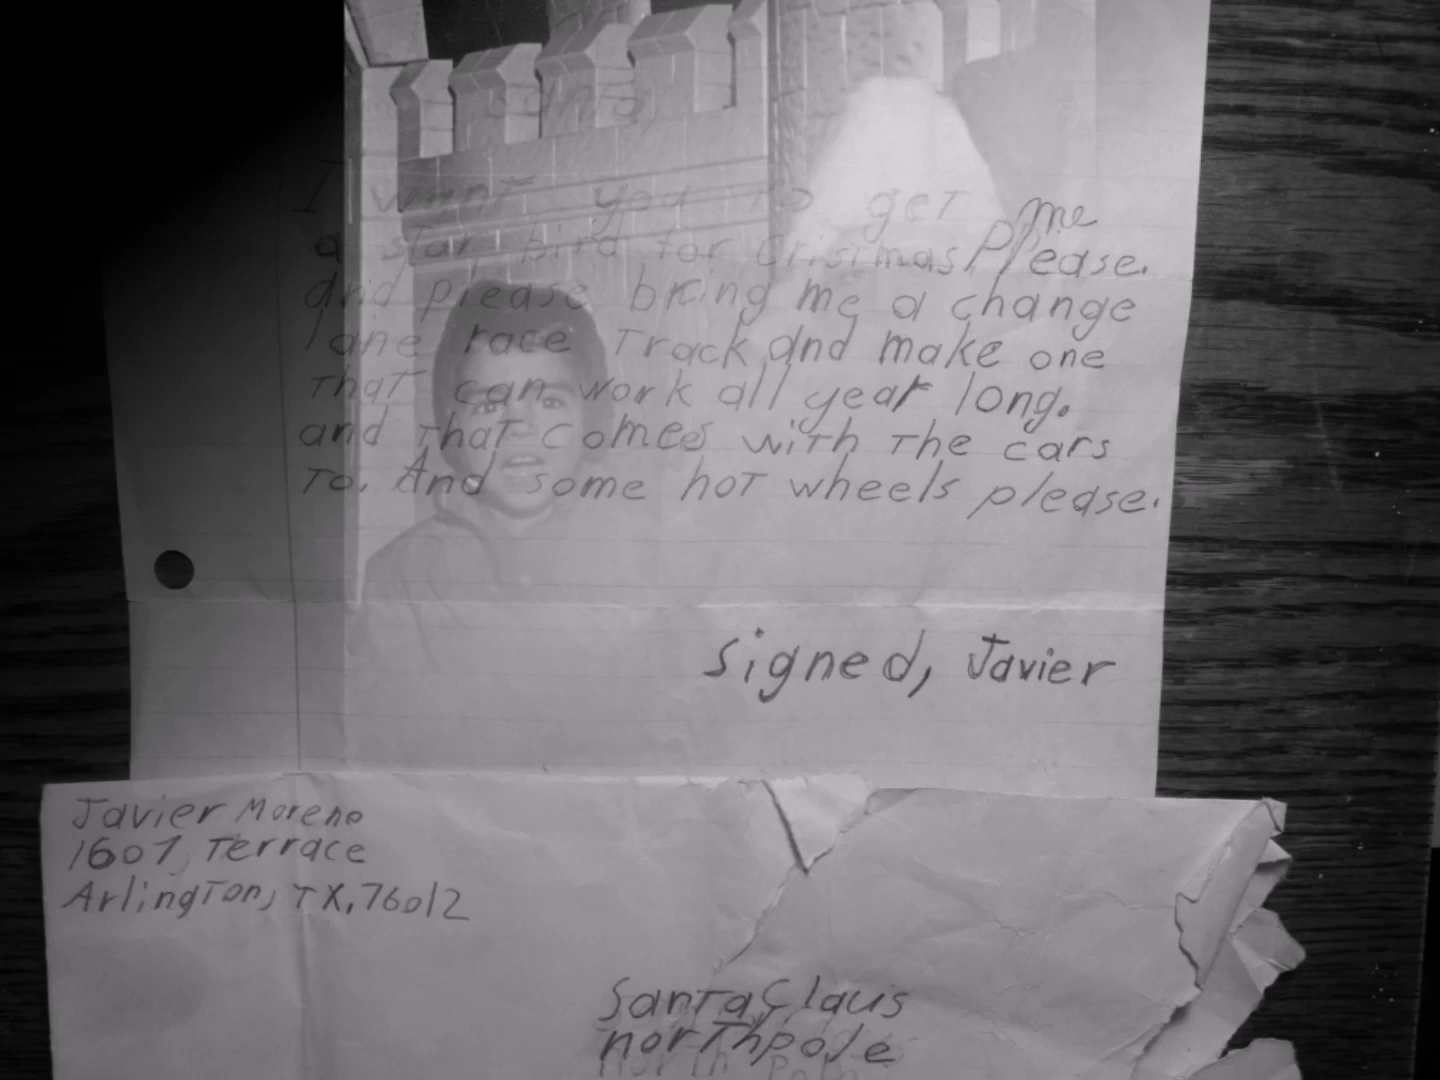 Santa
I want you to get me
a star bird for Cristmas Please.
and please bring me a change
lane race Track and make one
that can work all year long.
and that comes with the cars
to. And some hot wheels please.
Signed, Javier
Javier Moreno
1607 Terrace
Arlington, TX, 76012
Santa Claus
northpole